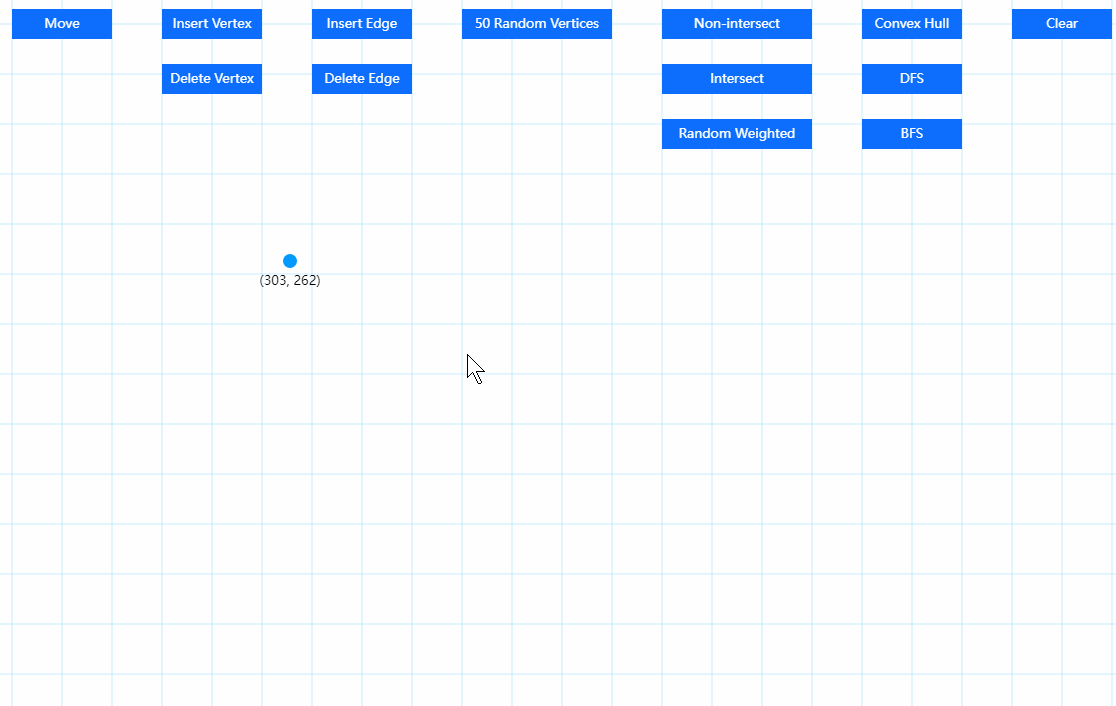 Move
Insert Vertex
Insert Edge
50 Random Vertices
Non-intersect
Convex Hull
Clear
Delete Vertex
Delete Edge
Intersect
DFS
Random Weighted
BFS
(303, 262)